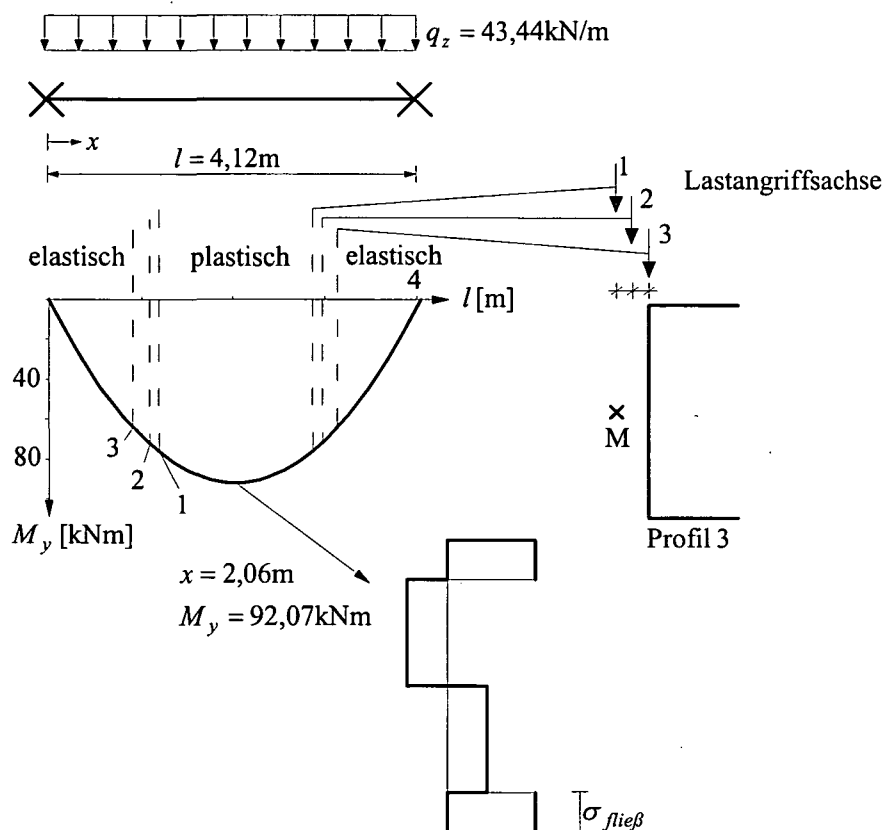 q_z = 43,44kN/m
x
l = 4,12m
1
Lastangriffsachse
2
3
elastisch
plastisch
elastisch
4
l [m]
40
80
3
2
1
M
M_y [kNm]
Profil 3
x = 2,06m
M_y = 92,07kNm
σ_fließ